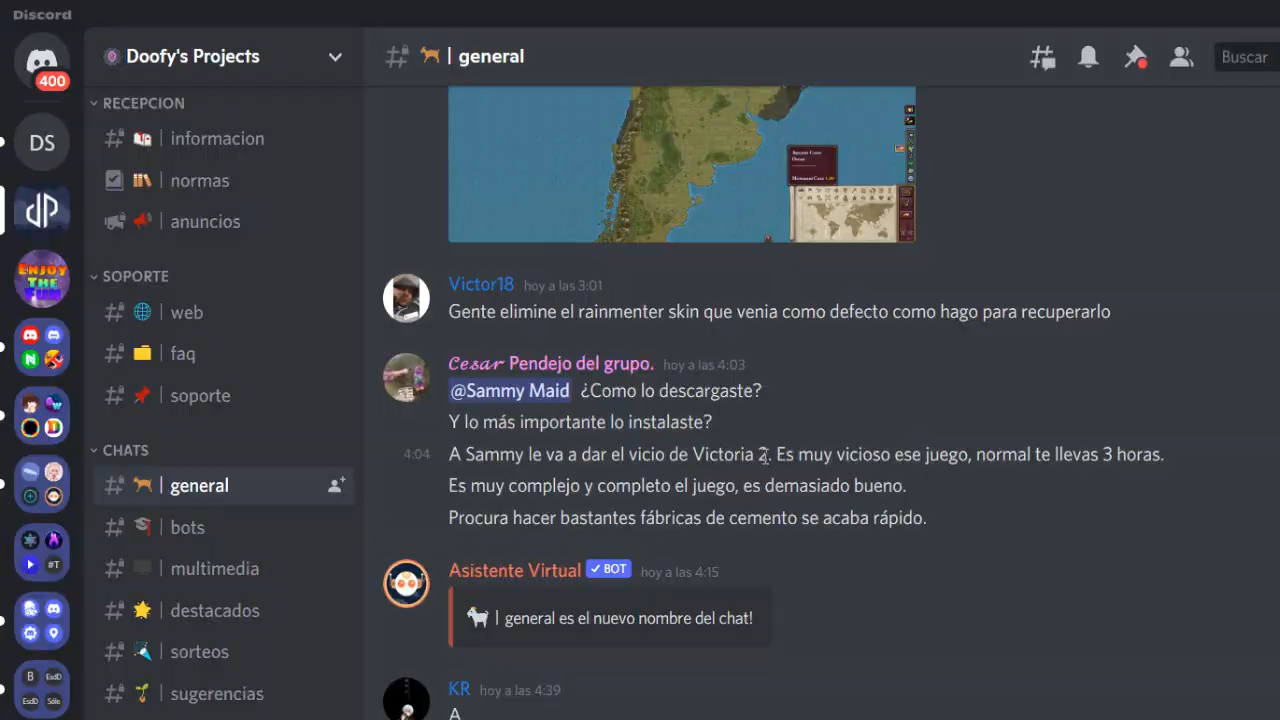 Discord
400
DS
ENJOY
THE
FUN
N
#T
B EsdD
EsdD Sóle
Doofy's Projects
RECEPCION
| informacion
| normas
| anuncios
SOPORTE
| web
| faq
| soporte
CHATS
| general
| bots
| multimedia
| destacados
| sorteos
| sugerencias
| general
Buscar
Victor18 hoy a las 3:01
Gente elimine el rainmenter skin que venia como defecto como hago para recuperarlo
𝓒𝓮𝓼𝓪𝓻 Pendejo del grupo. hoy a las 4:03
@Sammy Maid ¿Como lo descargaste?
Y lo más importante lo instalaste?
4:04 A Sammy le va a dar el vicio de Victoria 2. Es muy vicioso ese juego, normal te llevas 3 horas.
Es muy complejo y completo el juego, es demasiado bueno.
Procura hacer bastantes fábricas de cemento se acaba rápido.
Asistente Virtual ✓ BOT hoy a las 4:15
🐕 | general es el nuevo nombre del chat!
KR hoy a las 4:39
A